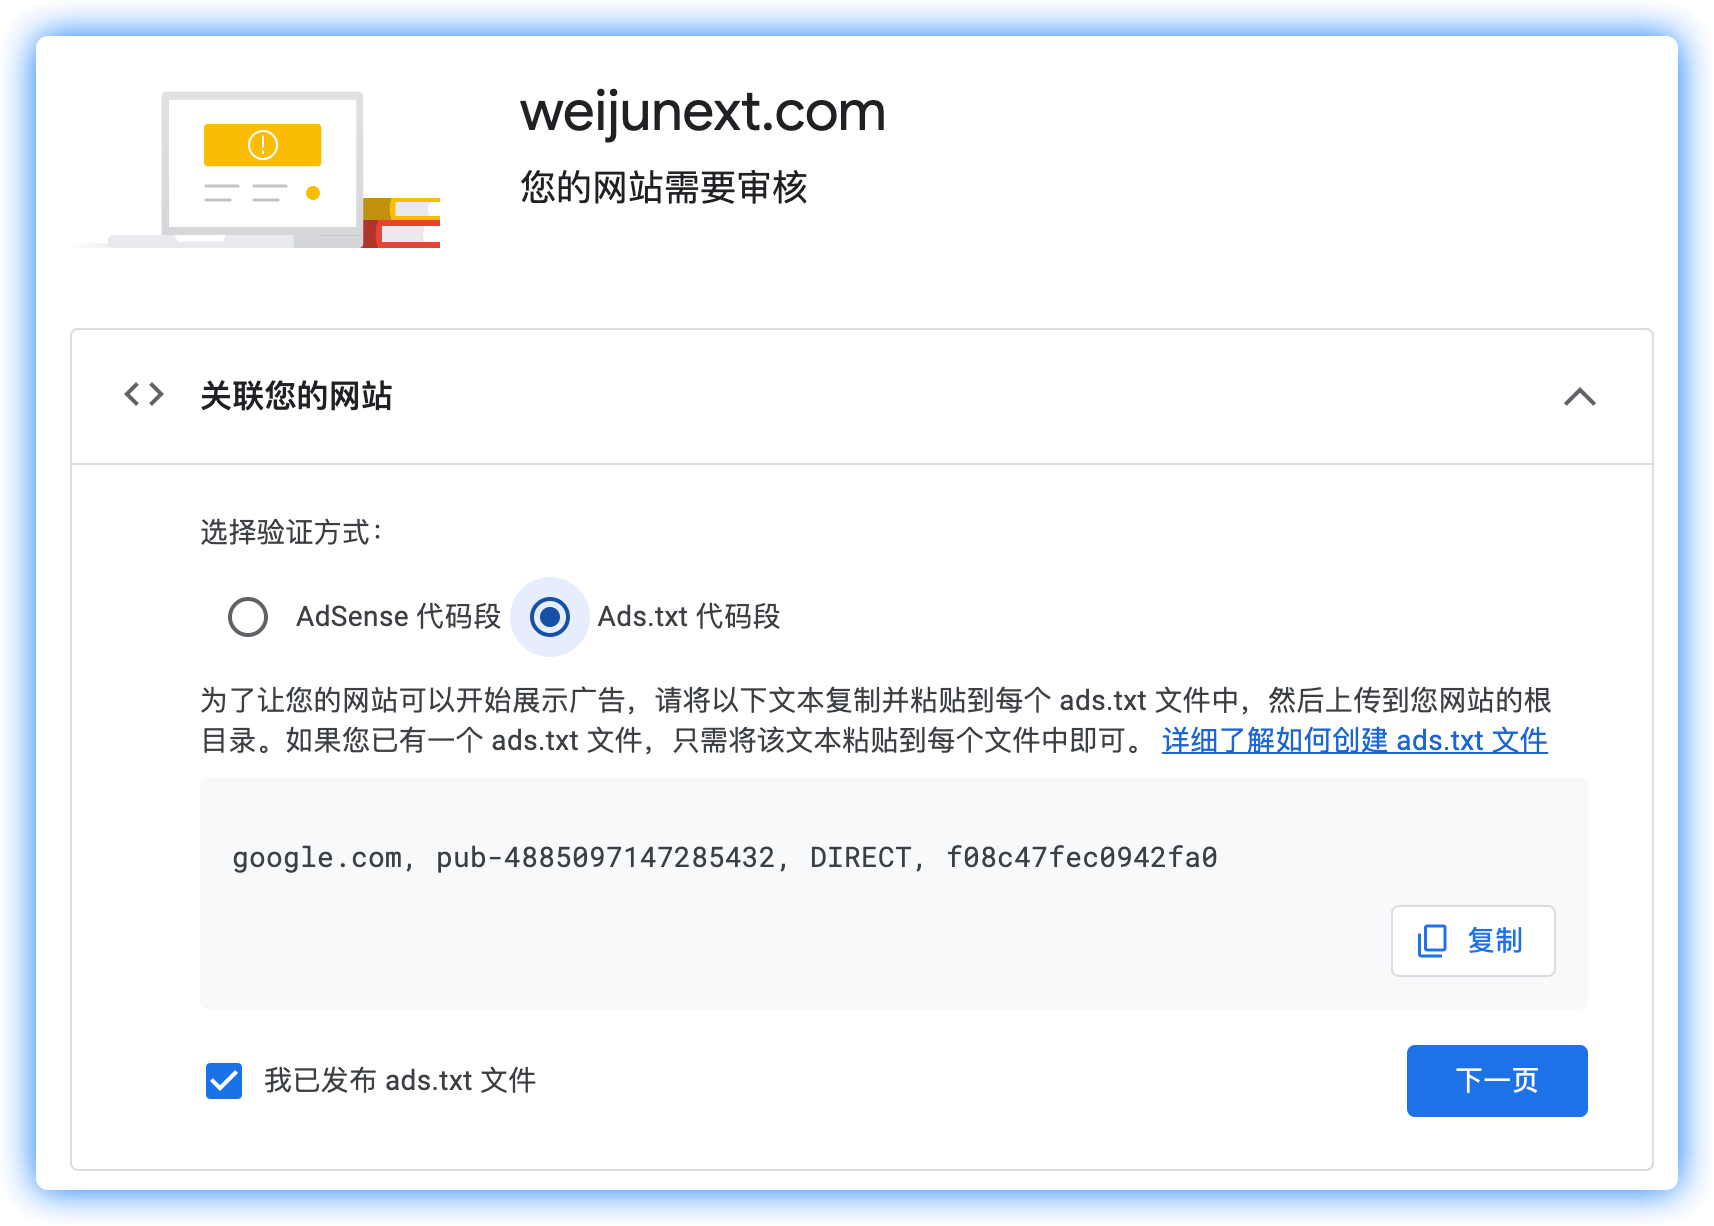 weijunext.com
您的网站需要审核
关联您的网站
选择验证方式：
AdSense 代码段 Ads.txt 代码段
为了让您的网站可以开始展示广告，请将以下文本复制并粘贴到每个 ads.txt 文件中，然后上传到您网站的根
目录。如果您已有一个 ads.txt 文件，只需将该文本粘贴到每个文件中即可。 详细了解如何创建 ads.txt 文件
google.com, pub-4885097147285432, DIRECT, f08c47fec0942fa0
复制
我已发布 ads.txt 文件
下一页